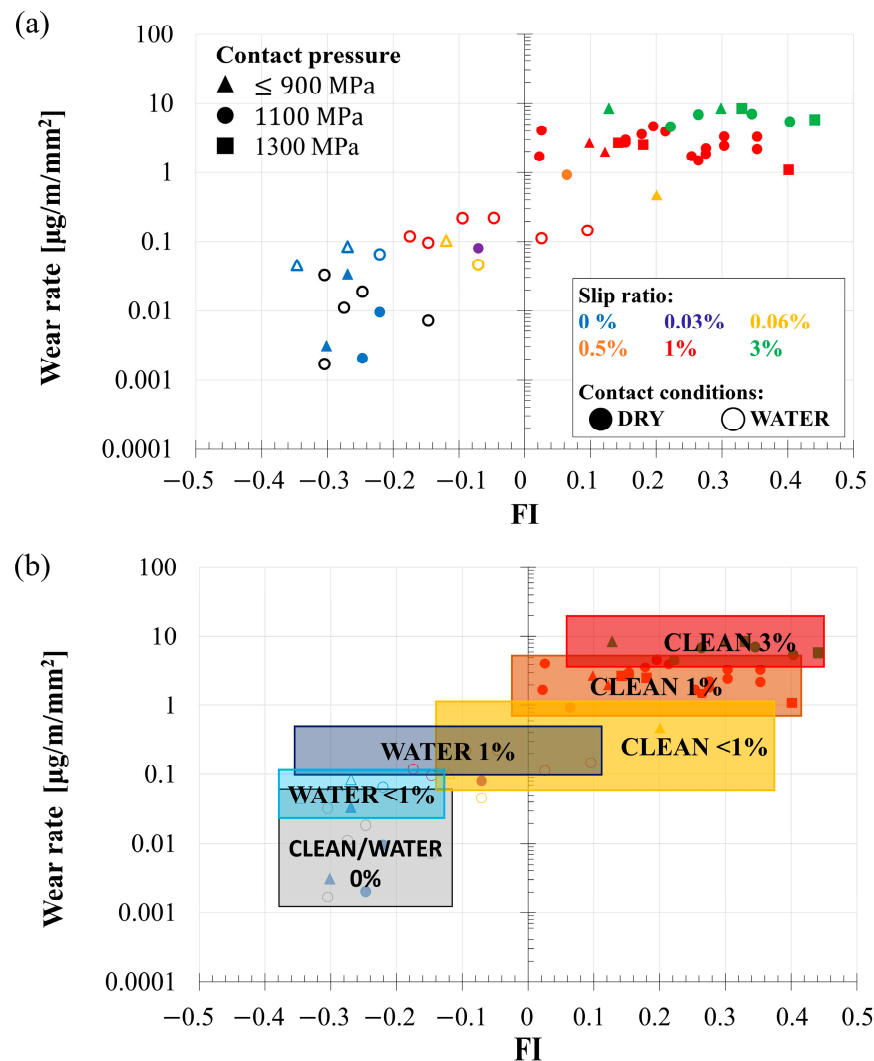 (a)
100
10
1
0.1
0.01
0.001
0.0001
Wear rate [μg/m/mm²]
Contact pressure
≤ 900 MPa
1100 MPa
1300 MPa
Slip ratio:
0 % 0.03% 0.06%
0.5% 1% 3%
Contact conditions:
DRY WATER
−0.5 −0.4 −0.3 −0.2 −0.1 0 0.1 0.2 0.3 0.4 0.5
FI
(b)
100
10
1
0.1
0.01
0.001
0.0001
Wear rate [μg/m/mm²]
CLEAN 3%
CLEAN 1%
WATER 1% CLEAN <1%
WATER <1%
CLEAN/WATER
0%
−0.5 −0.4 −0.3 −0.2 −0.1 0 0.1 0.2 0.3 0.4 0.5
FI